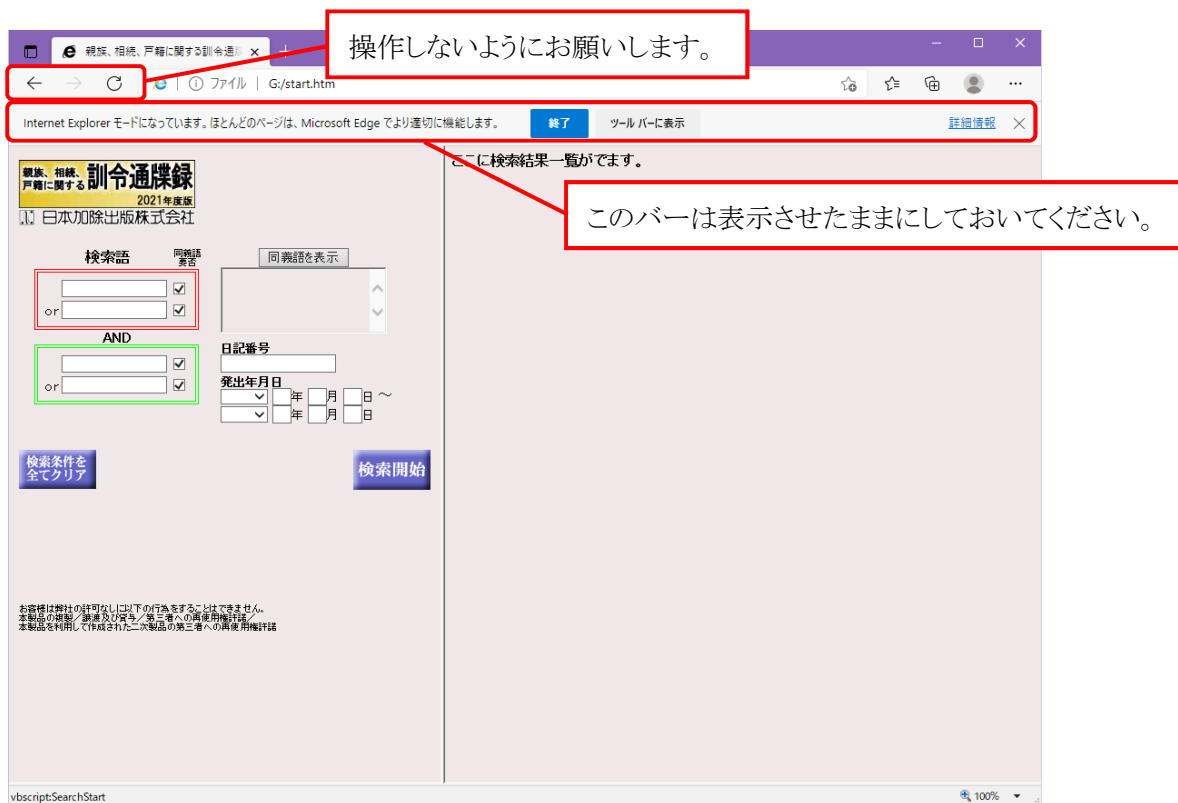 操作しないようにお願いします。
親族、相続、戸籍に関する訓令通
ファイル | G:/start.htm
Internet Explorer モードになっています。ほとんどのページは、Microsoft Edge でより適切に機能します。 終了 ツール バーに表示 詳細情報
ここに検索結果一覧がでます。
このバーは表示させたままにしておいてください。
親族、相続、
戸籍に関する 訓令通牒録
2021年度版
日本加除出版株式会社
検索語 同義語要否
同義語を表示
or
AND
or
日記番号
発出年月日
年 月 日 ～
年 月 日
検索条件を
全てクリア
検索開始
お客様は弊社の許可なしに以下の行為をすることはできません。
本製品の複製／譲渡及び貸与／第三者への再使用権許諾／
本製品を利用して作成された二次製品の第三者への再使用権許諾
vbscript:SearchStart
100%